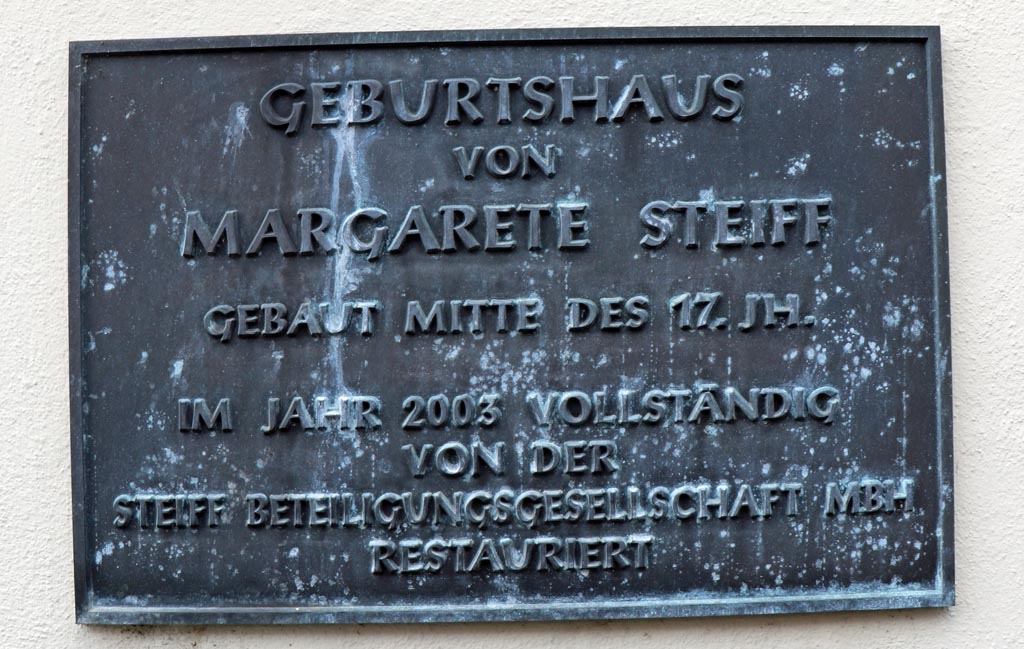 GEBURTSHAUS
VON
MARGARETE STEIFF
GEBAUT MITTE DES 17. JH.
IM JAHR 2003 VOLLSTÄNDIG
VON DER
STEIFF BETEILIGUNGSGESELLSCHAFT MBH
RESTAURIERT